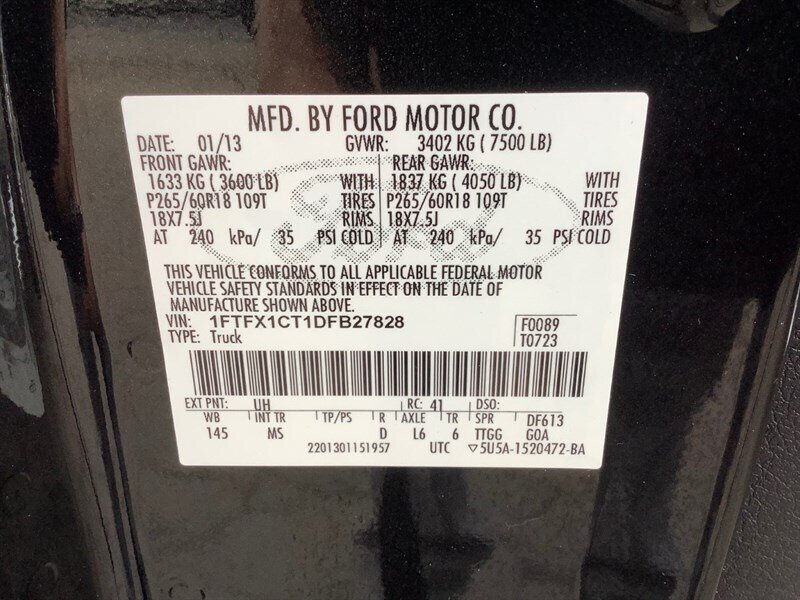 MFD. BY FORD MOTOR CO.
DATE: 01/13 GVWR: 3402 KG ( 7500 LB)
FRONT GAWR: REAR GAWR:
1633 KG ( 3600 LB) WITH 1837 KG ( 4050 LB) WITH
P265/60R18 109T TIRES P265/60R18 109T TIRES
18X7.5J RIMS 18X7.5J RIMS
AT 240 kPa/ 35 PSI COLD AT 240 kPa/ 35 PSI COLD
THIS VEHICLE CONFORMS TO ALL APPLICABLE FEDERAL MOTOR
VEHICLE SAFETY STANDARDS IN EFFECT ON THE DATE OF
MANUFACTURE SHOWN ABOVE.
VIN: 1FTFX1CT1DFB27828 F0089
TYPE: Truck T0723
EXT PNT: UH RC: 41 DSO:
WB INT TR TP/PS R AXLE TR SPR DF613
145 MS D L6 6 TTGG G0A
2201301151957 UTC ▽5U5A-1520472-BA